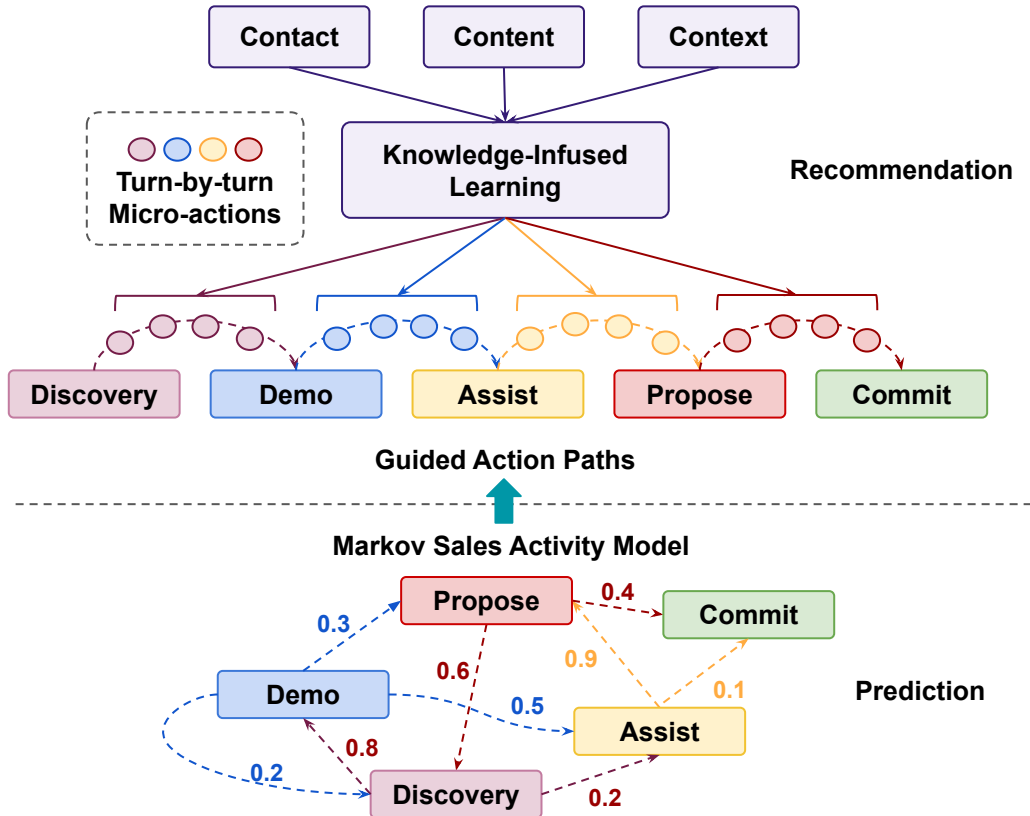 Contact
Content
Context
Knowledge-Infused
Learning
Recommendation
Turn-by-turn
Micro-actions
Discovery
Demo
Assist
Propose
Commit
Guided Action Paths
Markov Sales Activity Model
Propose
0.4
Commit
0.3
0.9
0.6
0.1
Demo
Prediction
0.5
Assist
0.8
0.2
Discovery
0.2